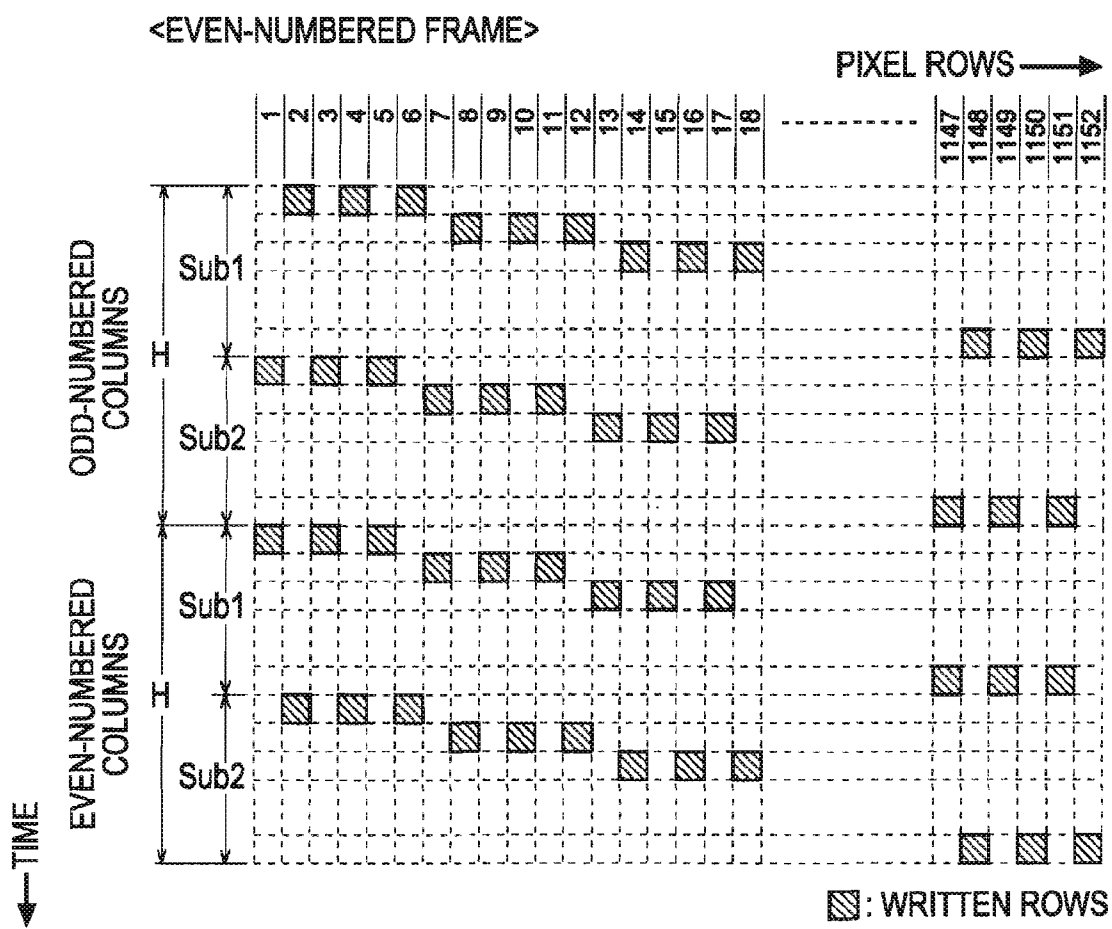 <EVEN-NUMBERED FRAME>
PIXEL ROWS
1 2 3 4 5 6 7 8 9 10 11 12 13 14 15 16 17 18 1147 1148 1149 1150 1151 1152
ODD-NUMBERED
COLUMNS
H
Sub1
Sub2
EVEN-NUMBERED
COLUMNS
H
Sub1
Sub2
TIME
: WRITTEN ROWS